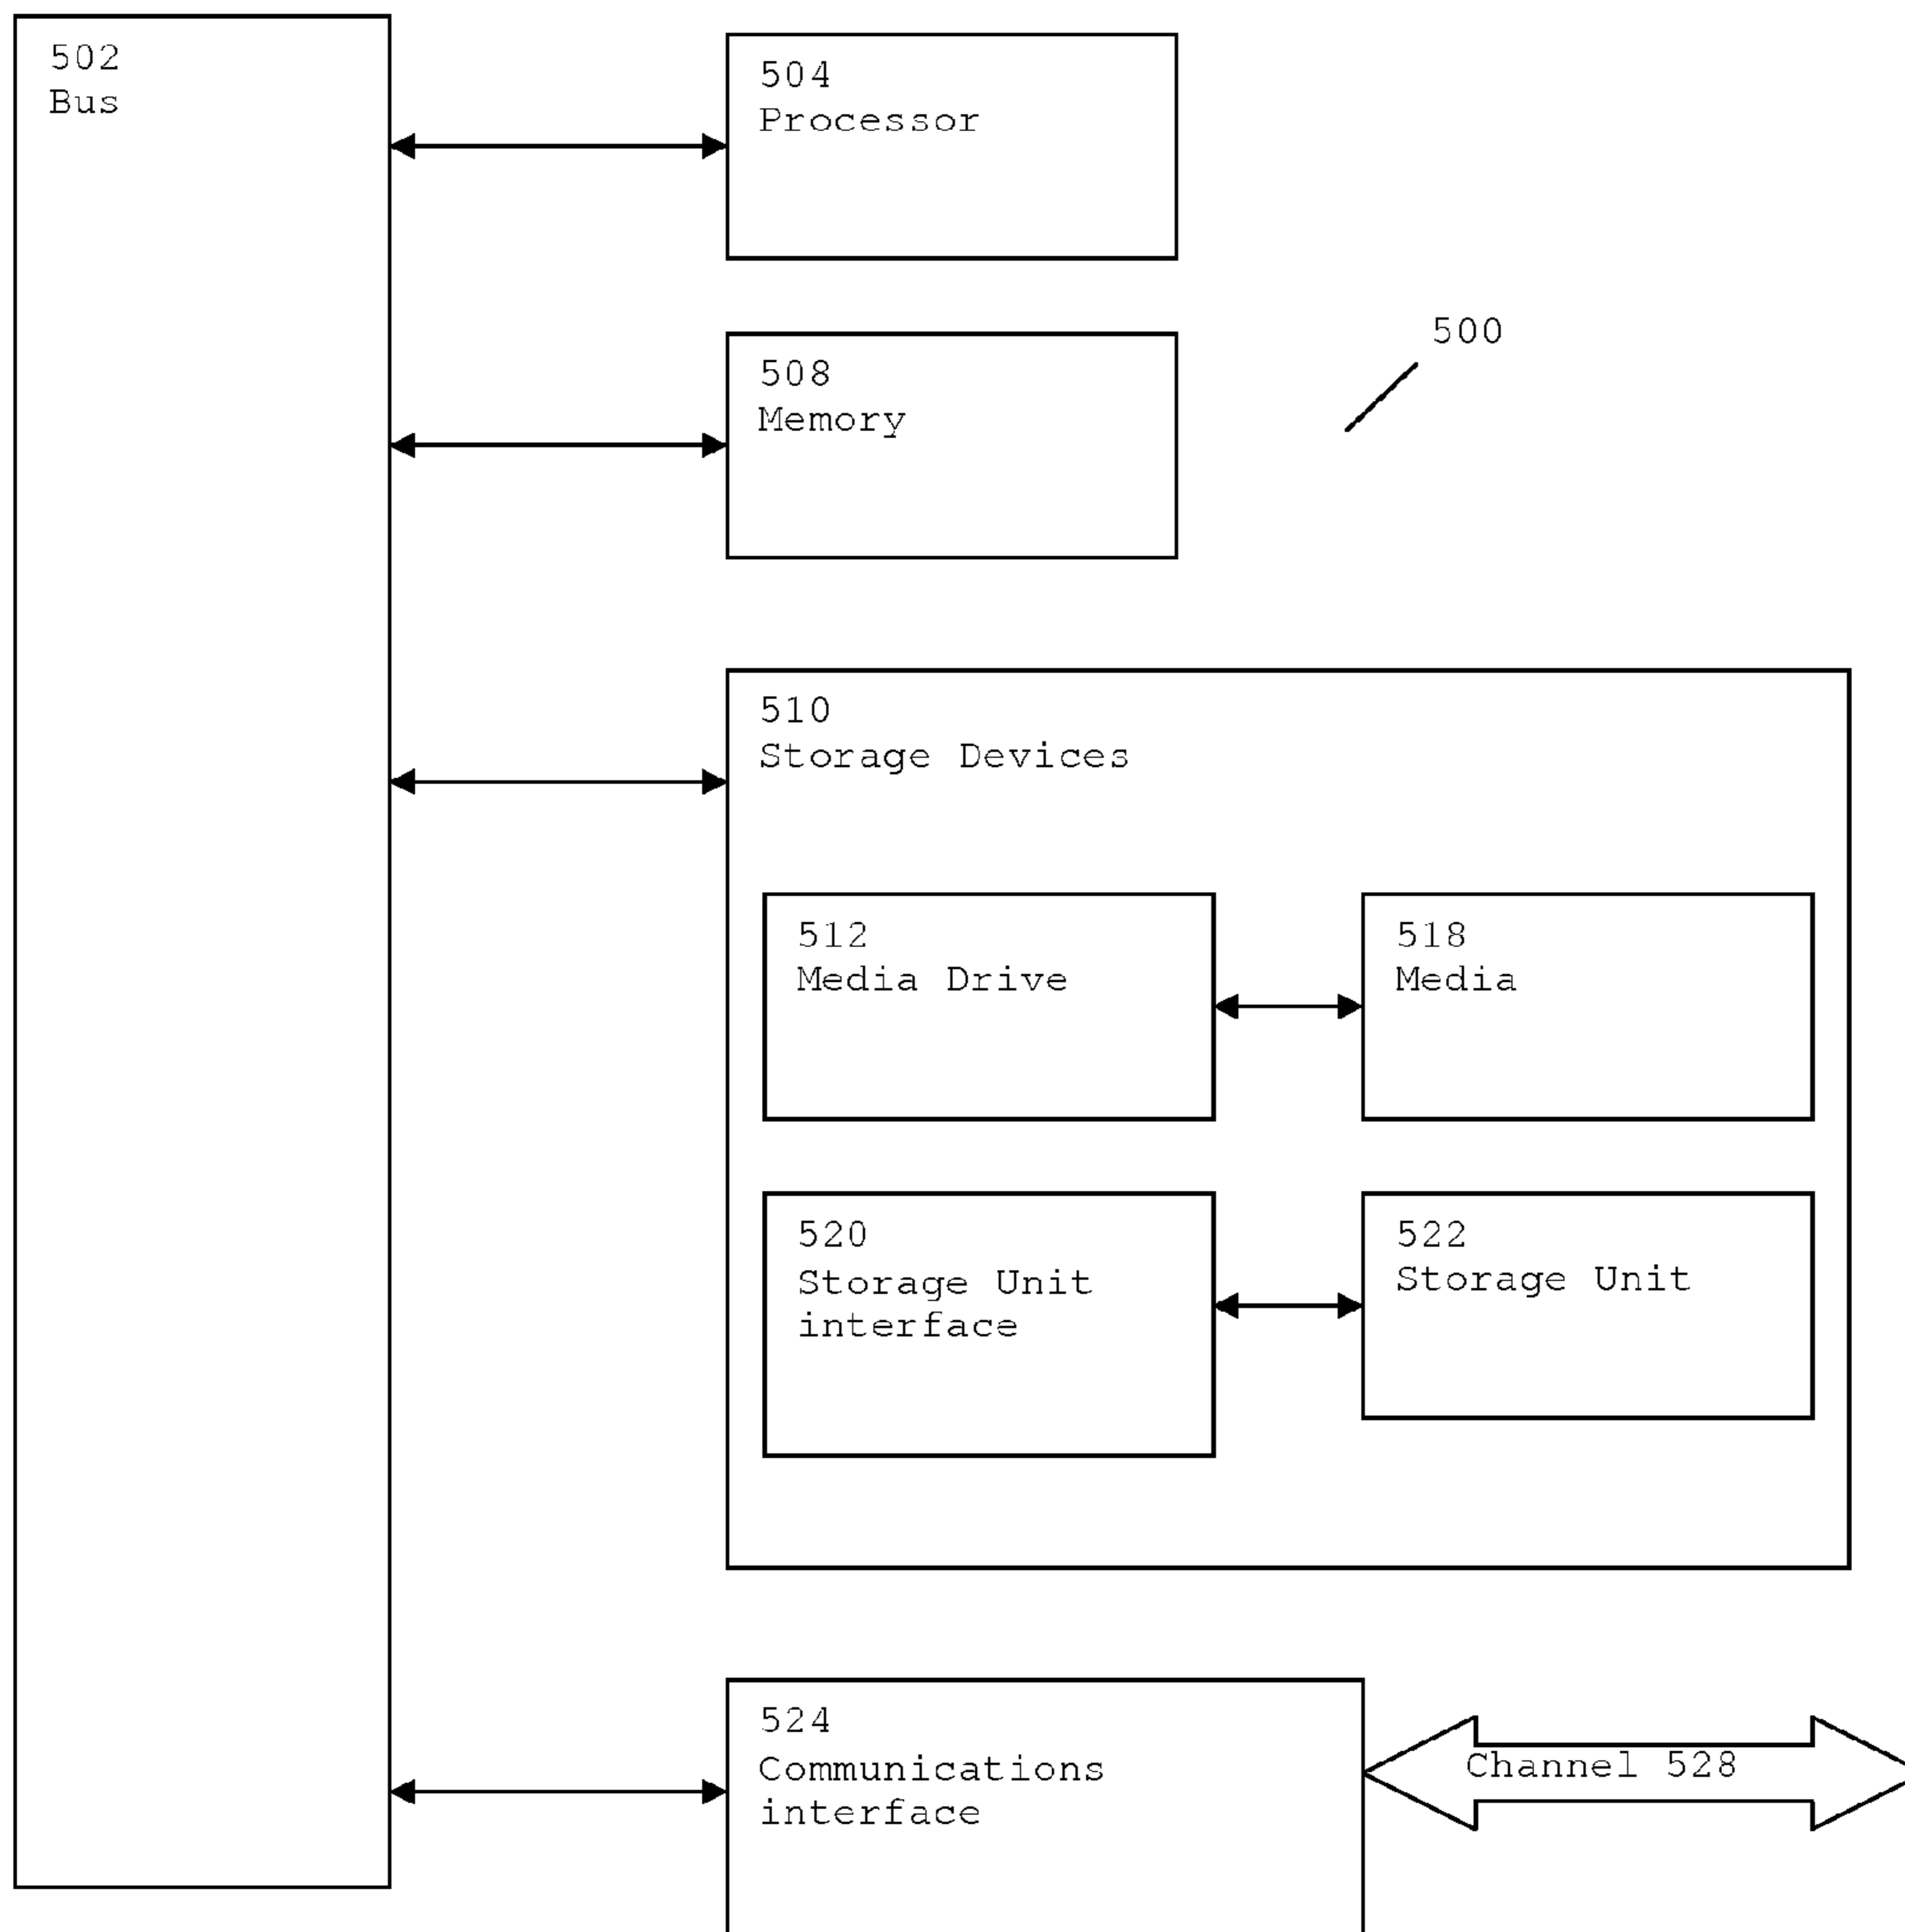 502
Bus
504
Processor
500
508
Memory
510
Storage Devices
512
Media Drive
518
Media
520
Storage Unit
interface
522
Storage Unit
524
Communications
interface
Channel 528